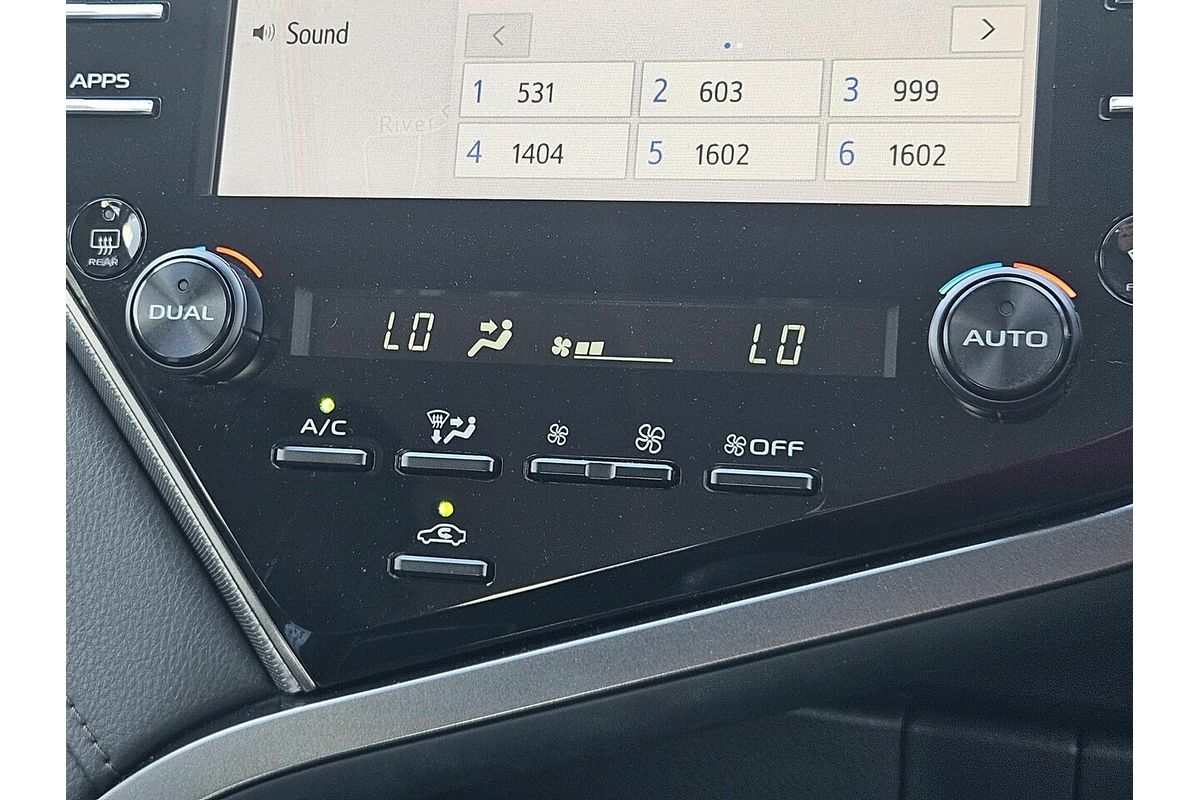 Sound
<
>
APPS
1 531
2 603
3 999
River
4 1404
5 1602
6 1602
REAR
DUAL
LO
LO
AUTO
A/C
OFF